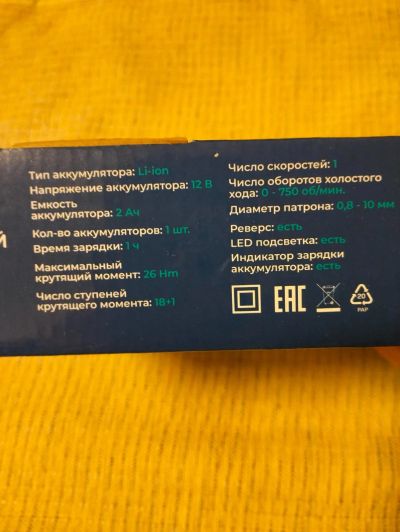 Й
Тип аккумулятора: Li-ion
Напряжение аккумулятора: 12 В
Емкость
аккумулятора: 2 Ач
Кол-во аккумуляторов: 1 шт.
Время зарядки: 1 ч
Максимальный
крутящий момент: 26 Hm
Число ступеней
крутящего момента: 18+1
Число скоростей: 1
Число оборотов холостого
хода: 0 - 750 об/мин.
Диаметр патрона: 0,8 - 10 мм
Реверс: есть
LED подсветка: есть
Индикатор зарядки
аккумулятора: есть
EAC
20
PAP